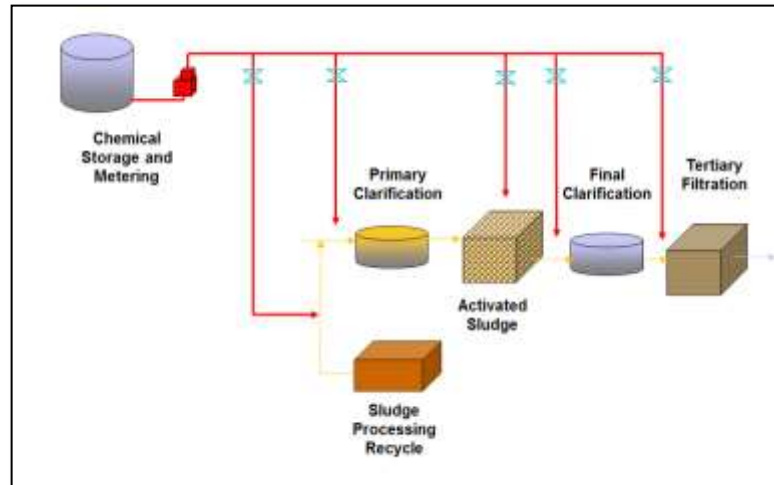 Chemical
Storage and
Metering
Primary
Clarification
Final
Clarification
Tertiary
Filtration
Activated
Sludge
Sludge
Processing
Recycle